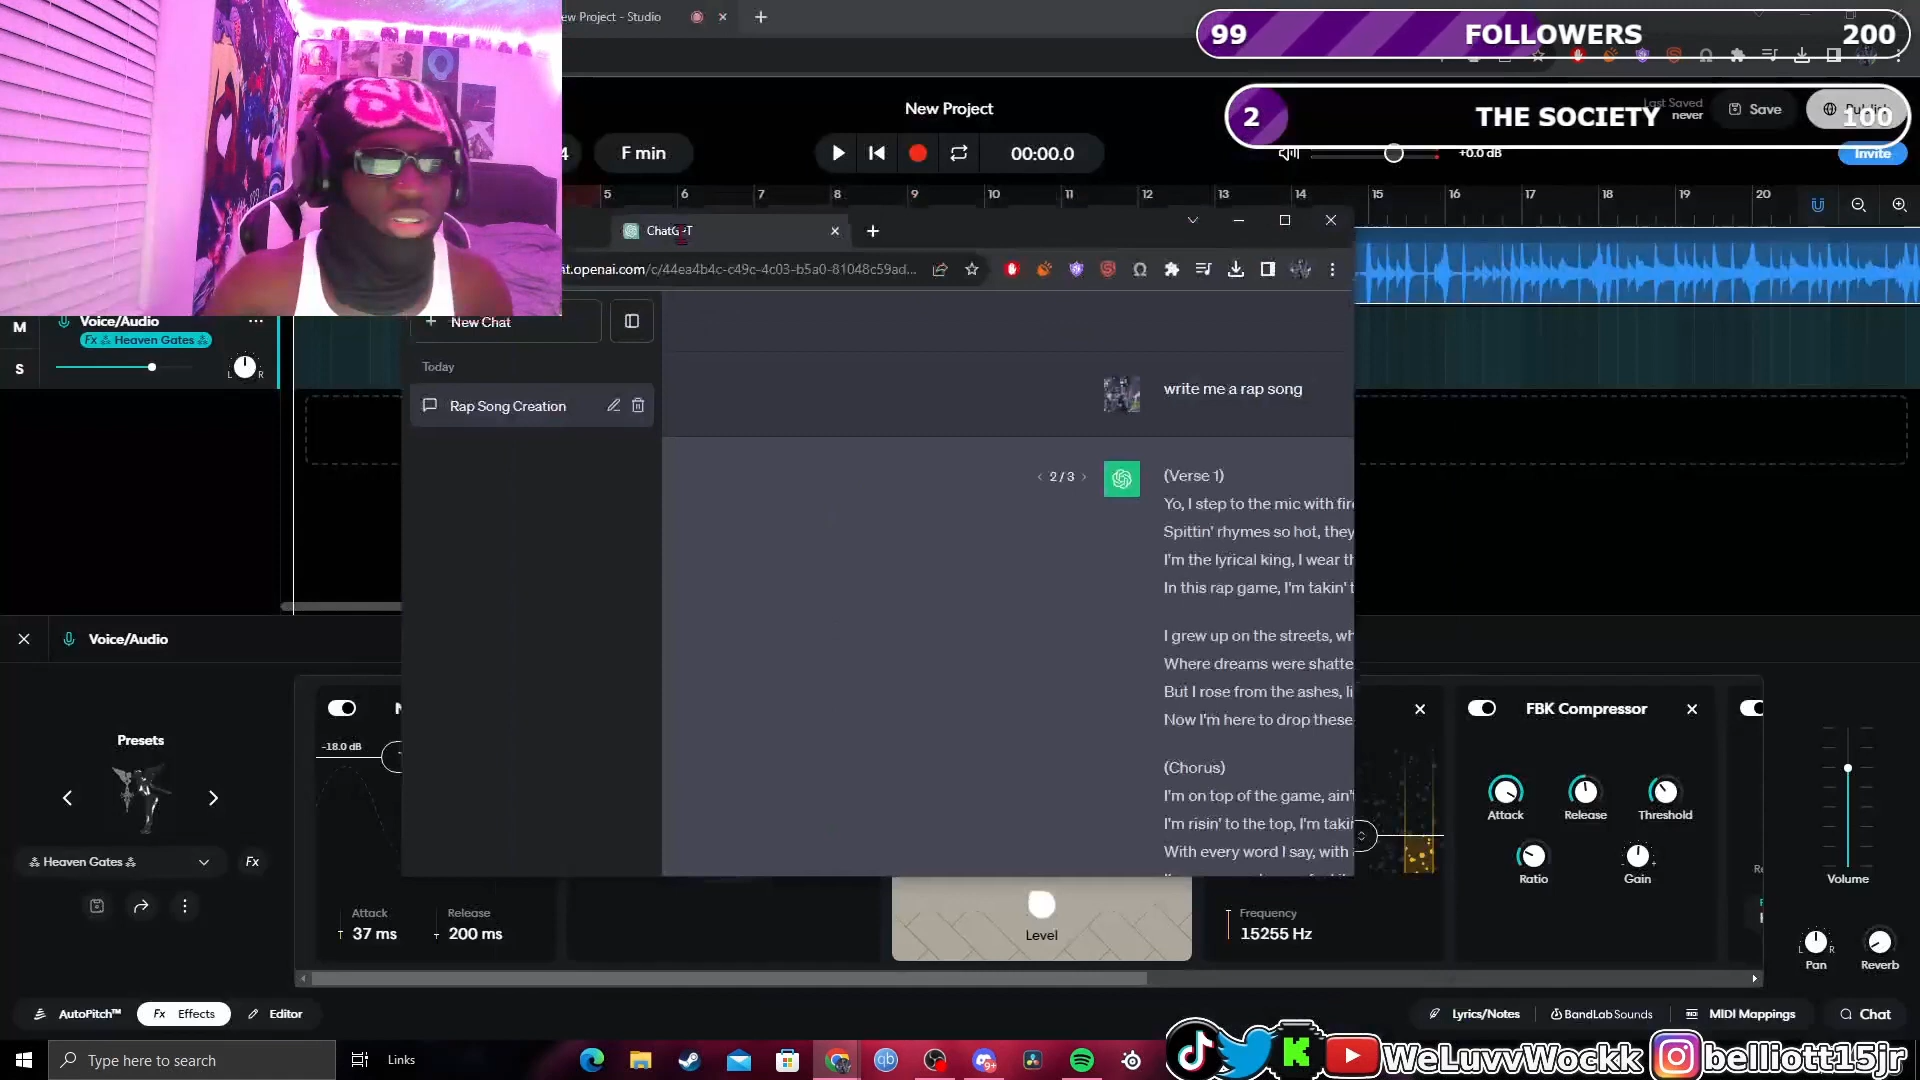 ew Project - Studio
99 FOLLOWERS 200
New Project
2 THE SOCIETY 100
Last Saved
never
Save
4
F min
00:00.0
+0.0 dB
Invite
5 6 7 8 9 10 11 12 13 14 15 16 17 18 19 20
ChatGPT
at.openai.com/c/44ea4b4c-c49c-4c03-b5a0-81048c59ad...
M
Voice/Audio
Fx Heaven Gates
S
L R
New Chat
Today
Rap Song Creation
write me a rap song
2 / 3
(Verse 1)
Yo, I step to the mic with fir
Spittin' rhymes so hot, they
I'm the lyrical king, I wear th
In this rap game, I'm takin' t
I grew up on the streets, wh
Where dreams were shatte
But I rose from the ashes, li
Now I'm here to drop these
(Chorus)
I'm on top of the game, ain't
I'm risin' to the top, I'm takin
With every word I say, with
Voice/Audio
Presets
Heaven Gates
Fx
-18.0 dB
Attack
37 ms
Release
200 ms
Level
Frequency
15255 Hz
FBK Compressor
Attack
Release
Threshold
Ratio
Gain
Volume
L R
Pan
Reverb
AutoPitch™
Fx Effects
Editor
Lyrics/Notes
BandLab Sounds
MIDI Mappings
Chat
Type here to search
Links
WeLuvvWockk
belliott15jr